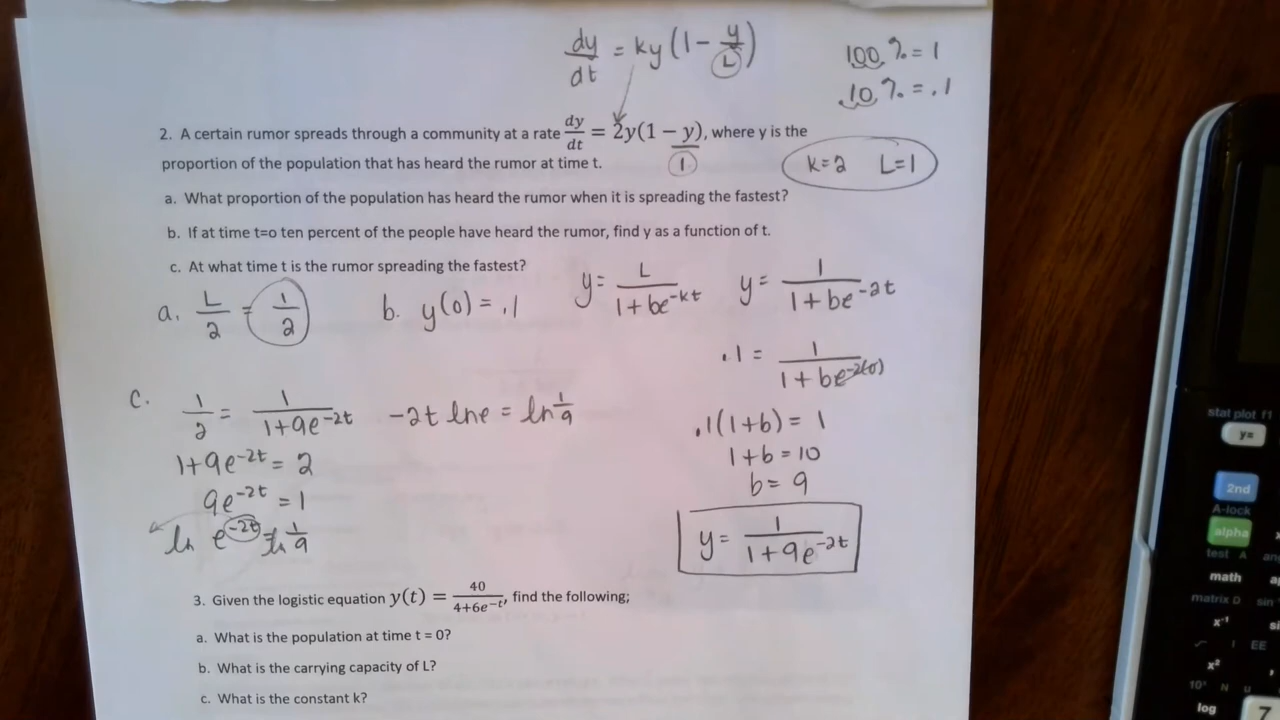 dy/dt = ky(1 - y/L)
100% = 1
.10% = .1
2. A certain rumor spreads through a community at a rate dy/dt = 2y(1 − y), where y is the
1
proportion of the population that has heard the rumor at time t.
k=2 L=1
a. What proportion of the population has heard the rumor when it is spreading the fastest?
b. If at time t=o ten percent of the people have heard the rumor, find y as a function of t.
c. At what time t is the rumor spreading the fastest?
a. L/2 = 1/2
b. y(0) = .1
y = L/(1+be^-kt)
y = 1/(1+be^-2t)
.1 = 1/(1+be^-2(0))
.1(1+b) = 1
1+b=10
b= 9
y= 1/(1+9e^-2t)
c. 1/2 = 1/(1+9e^-2t)
1+9e^-2t = 2
9e^-2t = 1
ln e^-2t = ln 1/9
-2t lne = ln 1/9
3. Given the logistic equation y(t) = 40/(4+6e^−t), find the following;
a. What is the population at time t = 0?
b. What is the carrying capacity of L?
c. What is the constant k?
stat plot f1
y=
2nd
A-lock
alpha
test A
math
matrix D
sin
x⁻¹
EE
x²
10ˣ N
log
7